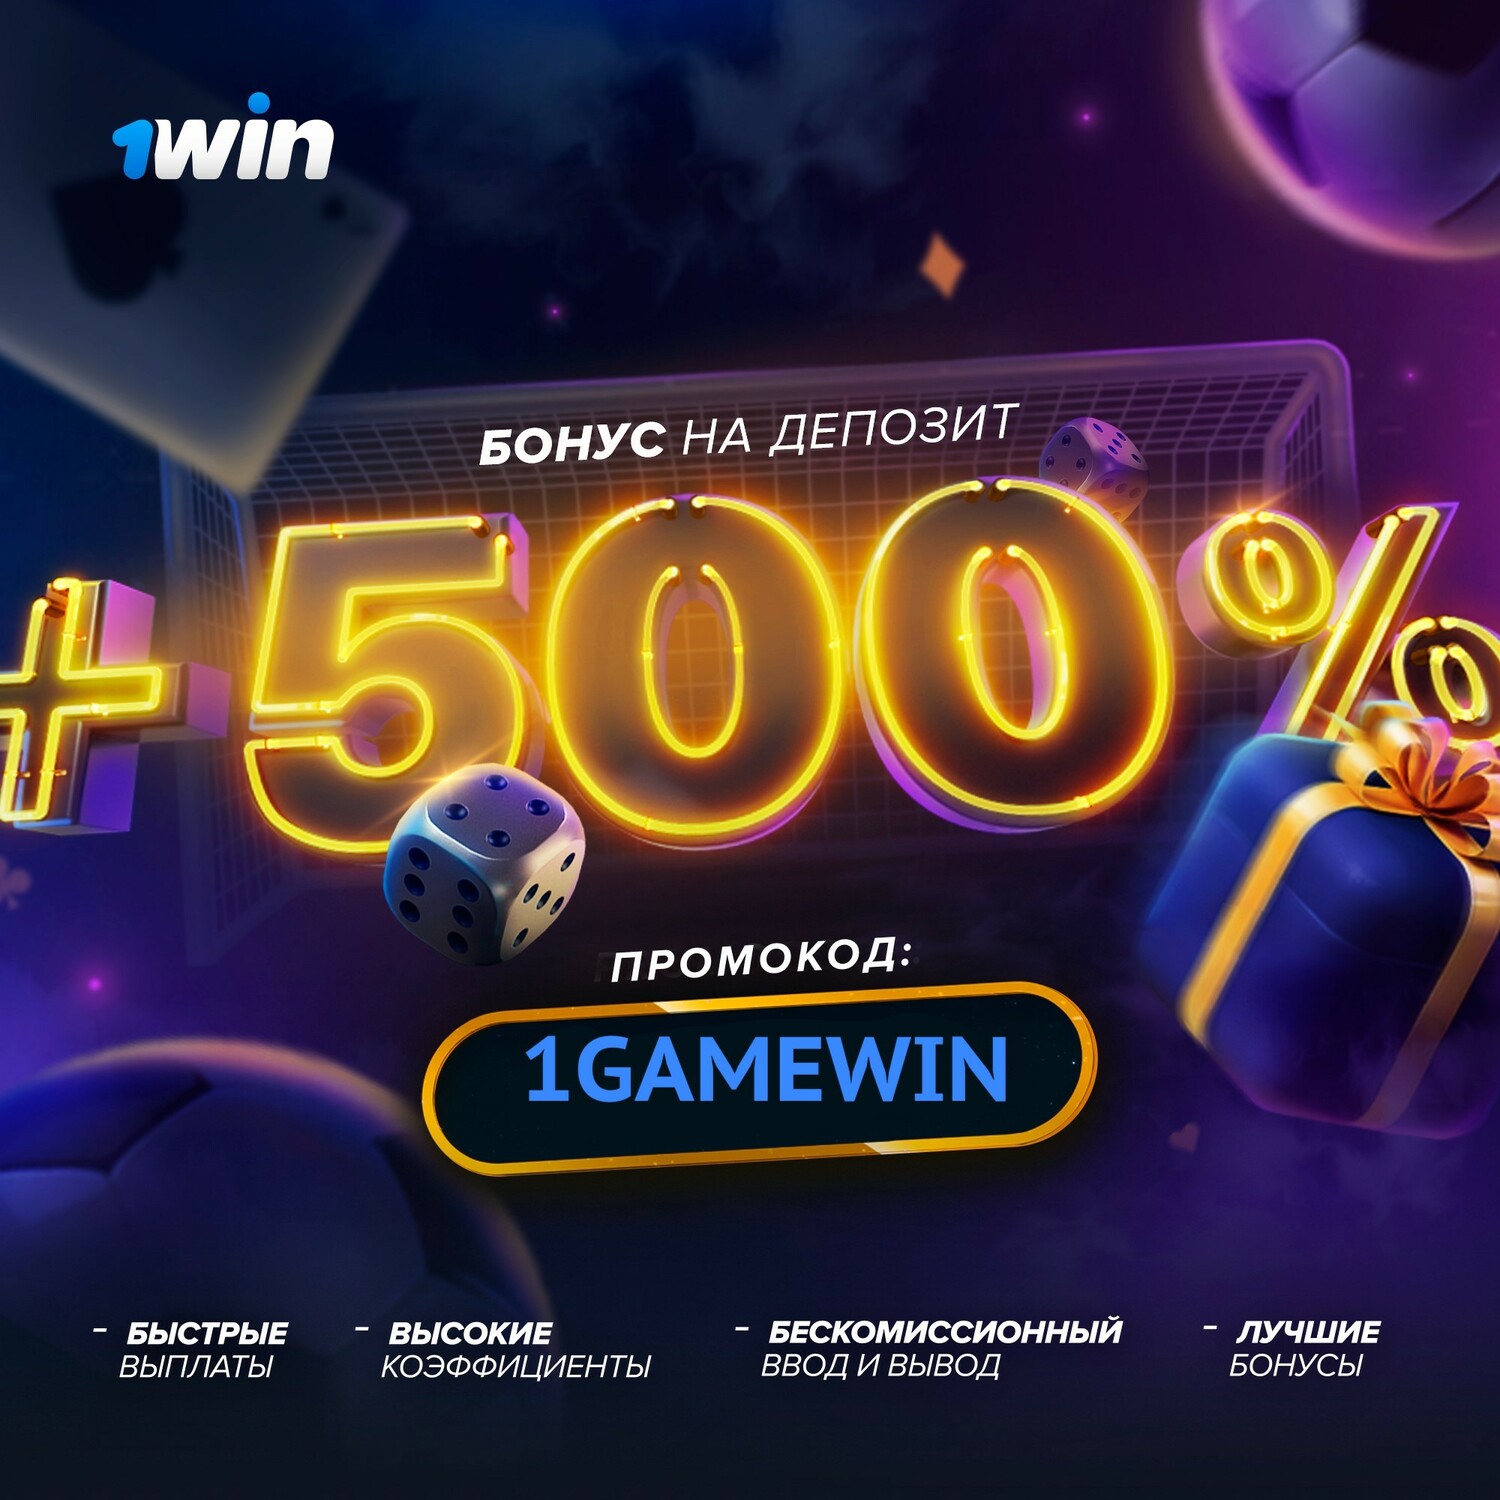 1win
БОНУС НА ДЕПОЗИТ
+500%
ПРОМОКОД:
1GAMEWIN
- БЫСТРЫЕ
ВЫПЛАТЫ
- ВЫСОКИЕ
КОЭФФИЦИЕНТЫ
- БЕСКОМИССИОННЫЙ
ВВОД И ВЫВОД
- ЛУЧШИЕ
БОНУСЫ